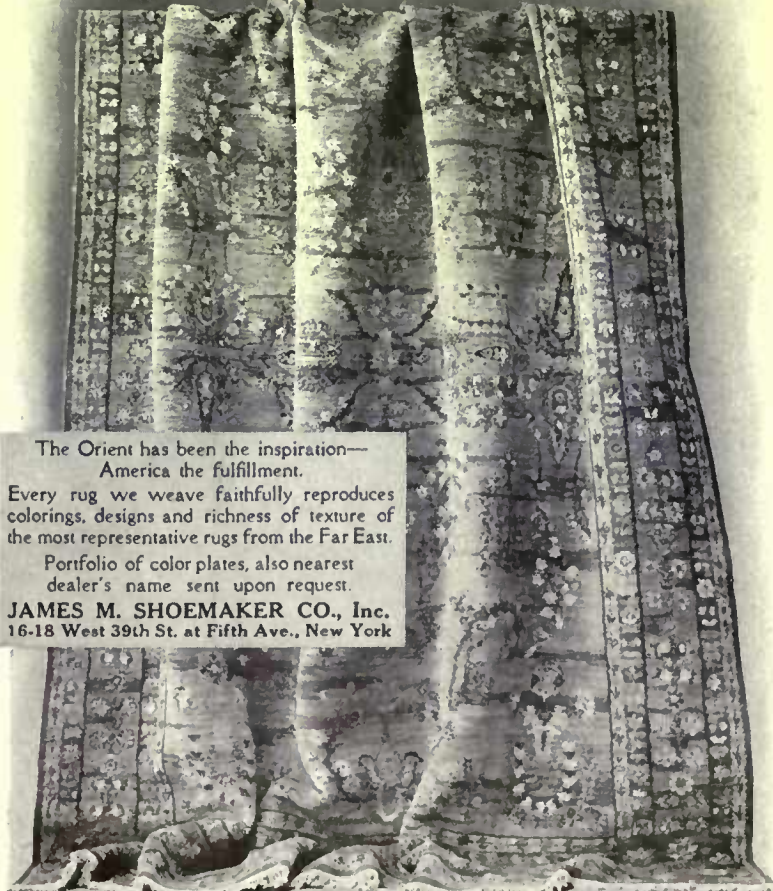 The Orient has been the inspiration—
America the fulfillment.
Every rug we weave faithfully reproduces
colorings, designs and richness of texture of
the most representative rugs from the Far East.
Portfolio of color plates, also nearest
dealer's name sent upon request.
JAMES M. SHOEMAKER CO., Inc.
16-18 West 39th St. at Fifth Ave., New York